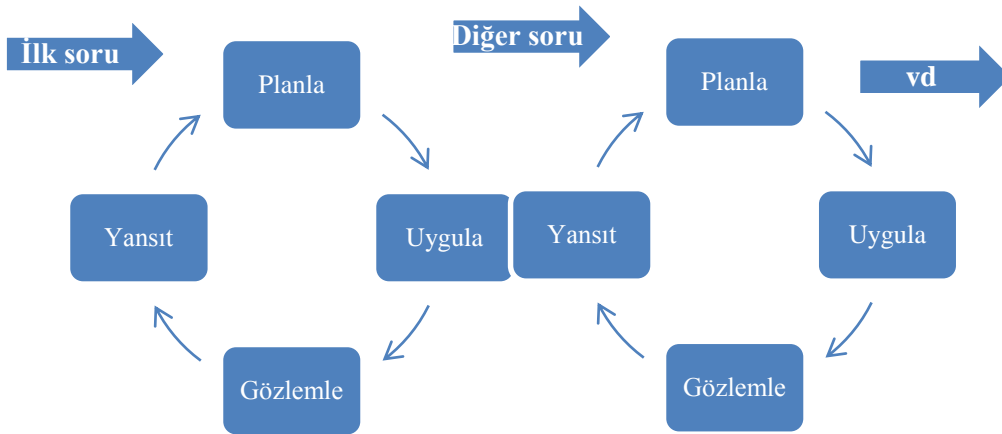 İlk soru
Planla
Uygula
Gözlemle
Yansıt
Diğer soru
Planla
Uygula
Gözlemle
Yansıt
vd